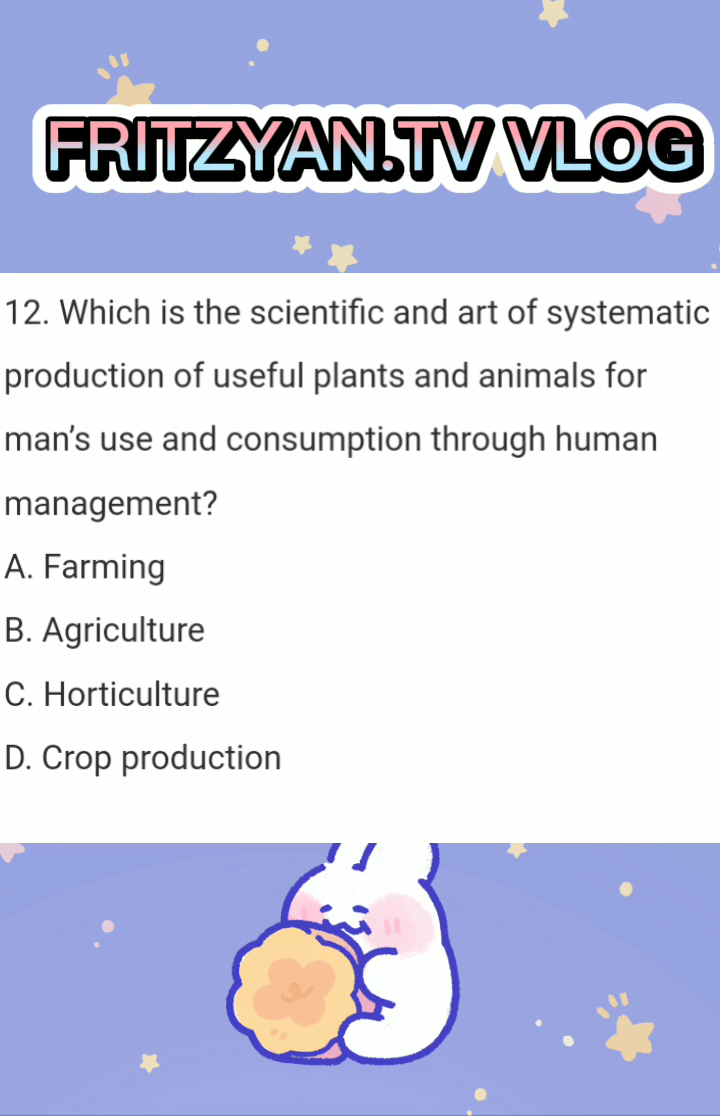 FRITZYAN.TV VLOG
12. Which is the scientific and art of systematic
production of useful plants and animals for
man's use and consumption through human
management?
A. Farming
B. Agriculture
C. Horticulture
D. Crop production